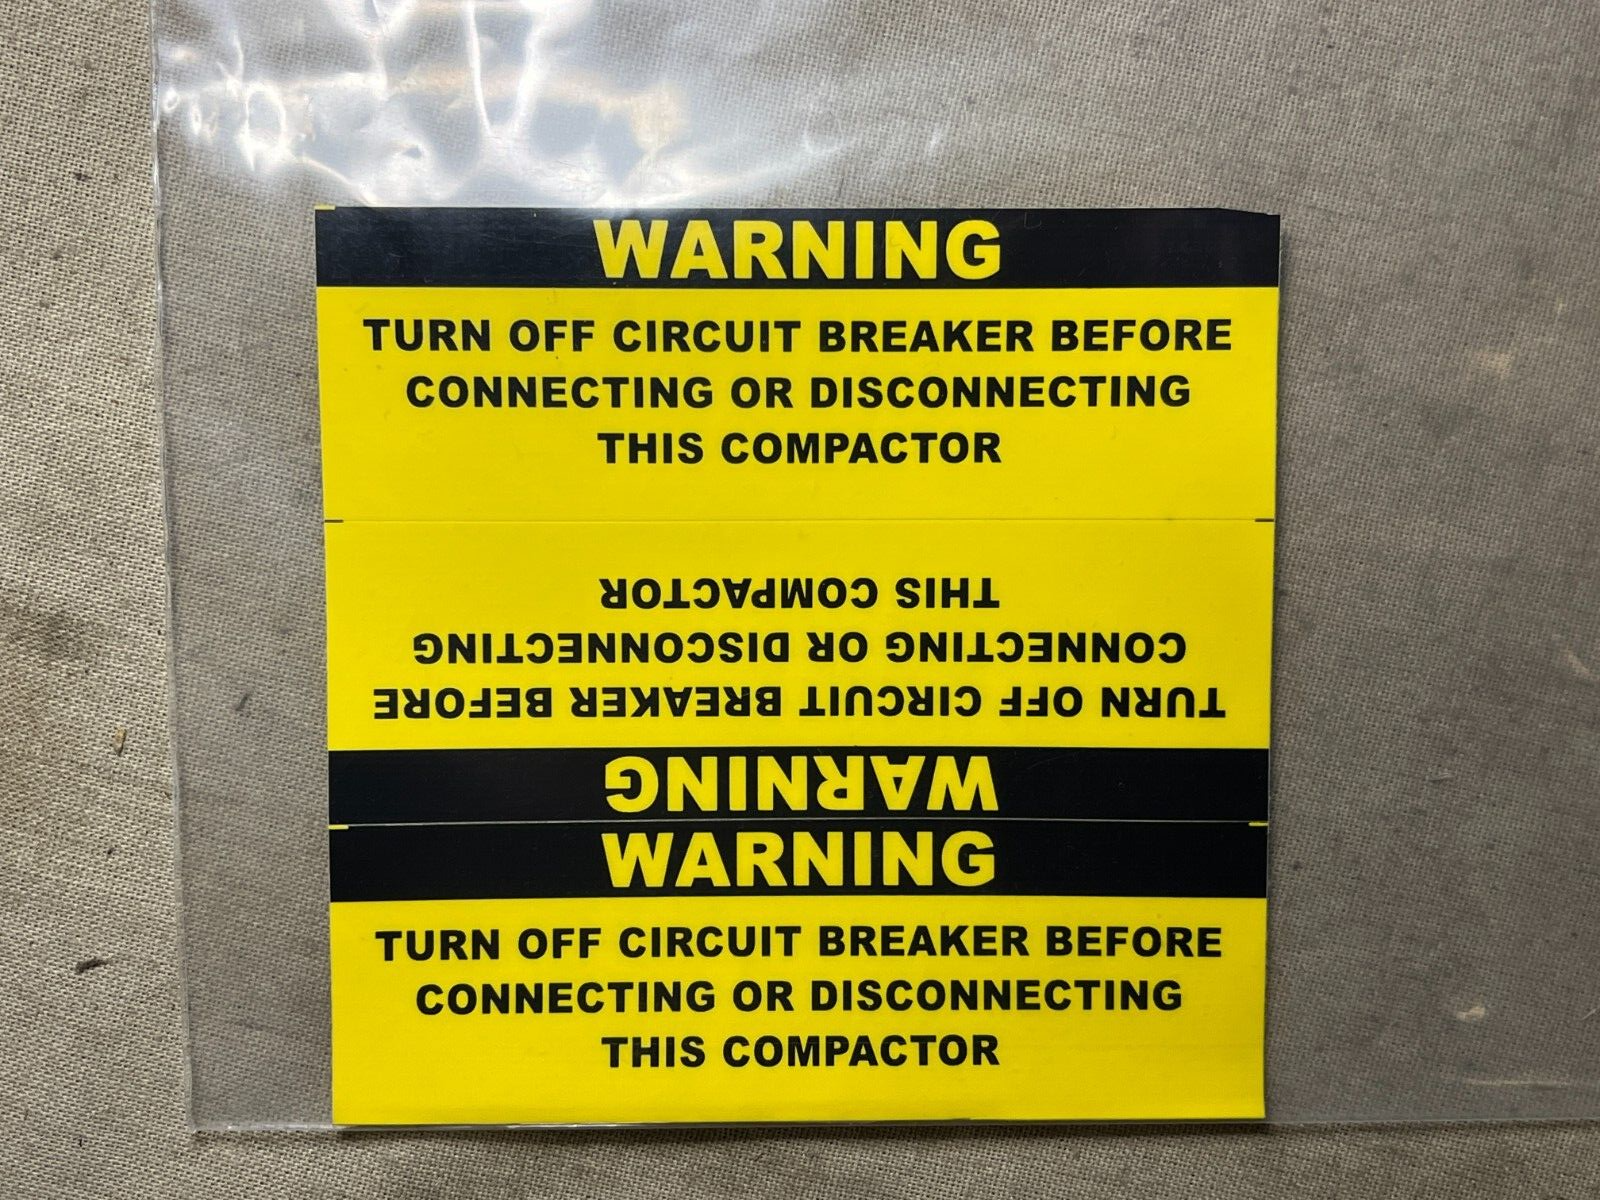 WARNING
TURN OFF CIRCUIT BREAKER BEFORE
CONNECTING OR DISCONNECTING
THIS COMPACTOR
WARNING
TURN OFF CIRCUIT BREAKER BEFORE
CONNECTING OR DISCONNECTING
THIS COMPACTOR
WARNING
TURN OFF CIRCUIT BREAKER BEFORE
CONNECTING OR DISCONNECTING
THIS COMPACTOR